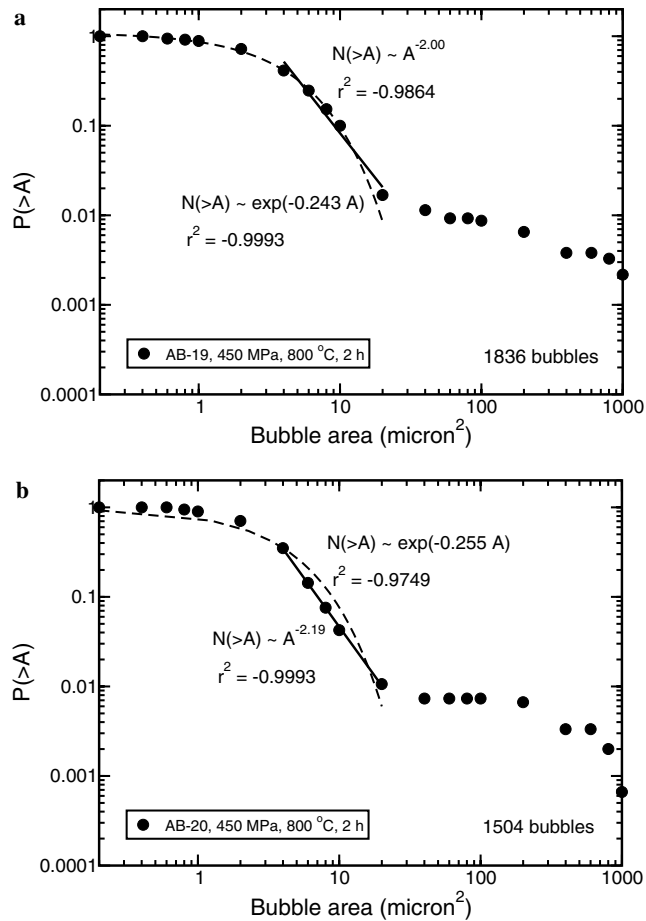 a
N(>A) ~ A^-2.00
r^2 = -0.9864
N(>A) ~ exp(-0.243 A)
r^2 = -0.9993
P(>A)
1
0.1
0.01
0.001
0.0001
AB-19, 450 MPa, 800 °C, 2 h
1836 bubbles
1 10 100 1000
Bubble area (micron^2)
b
N(>A) ~ exp(-0.255 A)
r^2 = -0.9749
N(>A) ~ A^-2.19
r^2 = -0.9993
P(>A)
1
0.1
0.01
0.001
0.0001
AB-20, 450 MPa, 800 °C, 2 h
1504 bubbles
1 10 100 1000
Bubble area (micron^2)